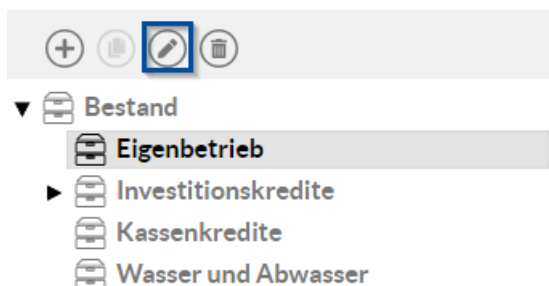 Bestand
Eigenbetrieb
Investitionskredite
Kassenkredite
Wasser und Abwasser